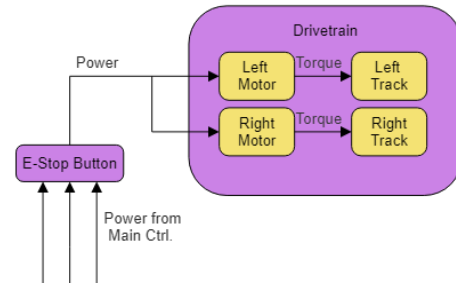 Drivetrain
Power
Left
Motor
Torque
Left
Track
Right
Motor
Torque
Right
Track
E-Stop Button
Power from
Main Ctrl.